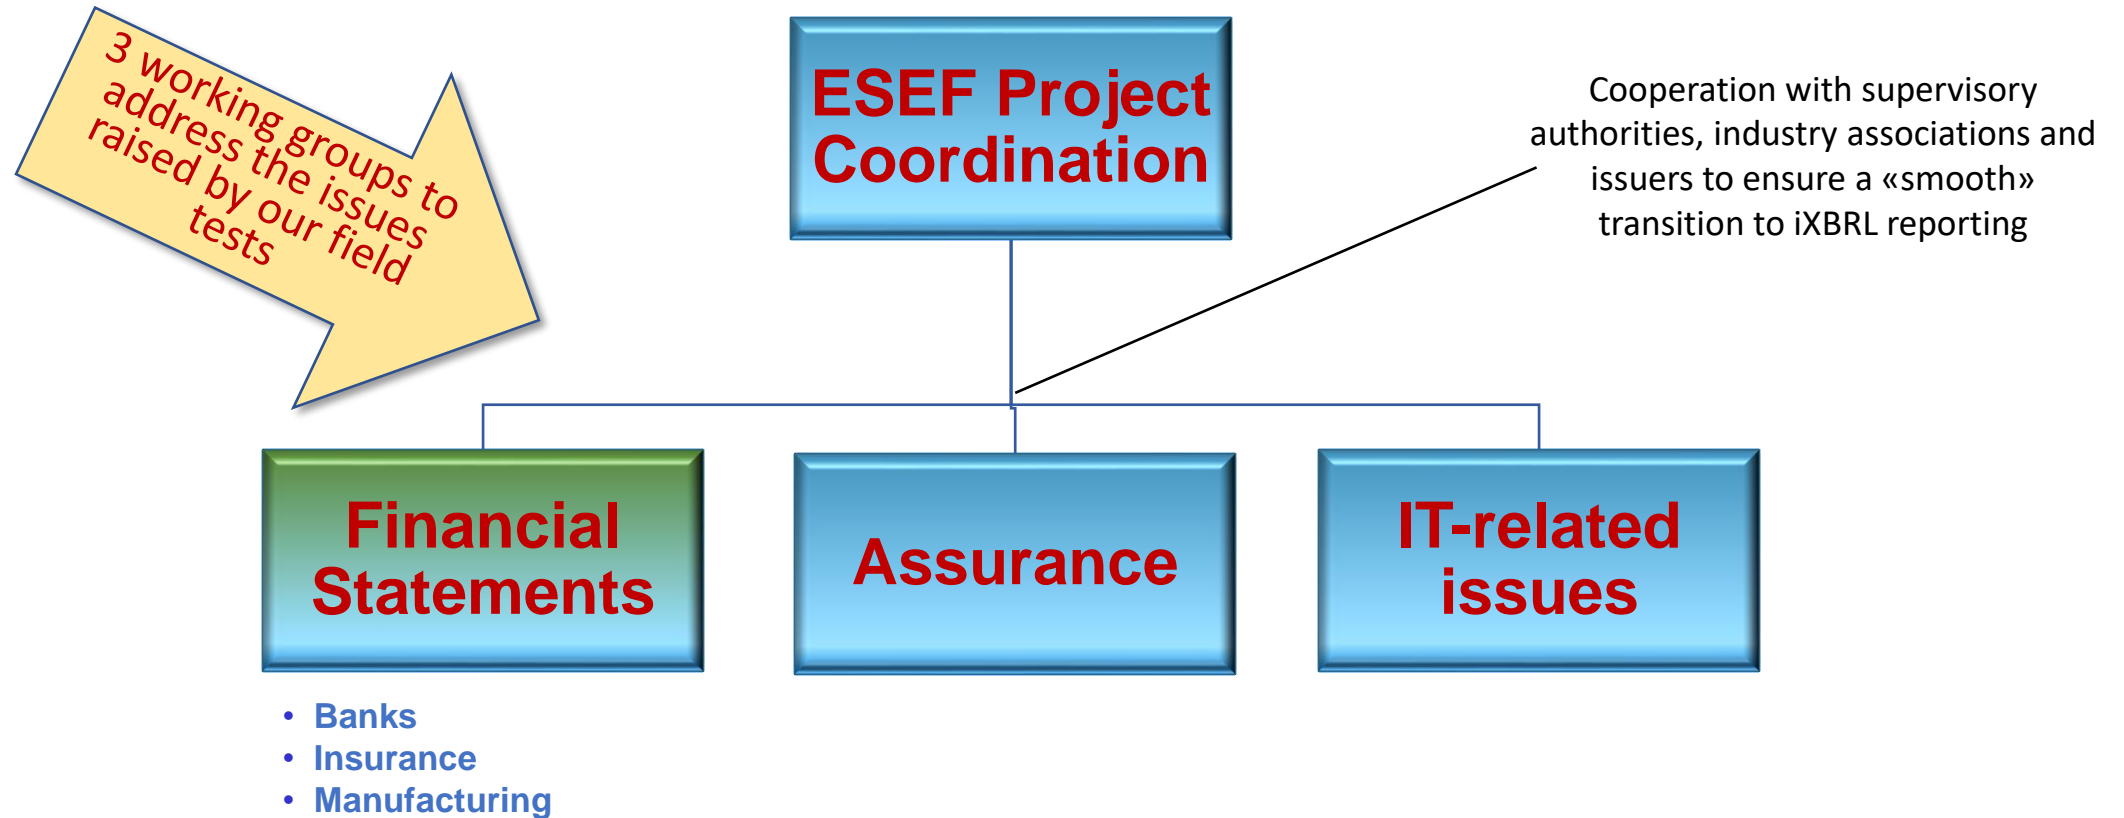 3 working groups to
address the issues
raised by our field
tests
ESEF Project
Coordination
Cooperation with supervisory
authorities, industry associations and
issuers to ensure a «smooth»
transition to iXBRL reporting
Financial
Statements
Assurance
IT-related
issues
• Banks
• Insurance
• Manufacturing